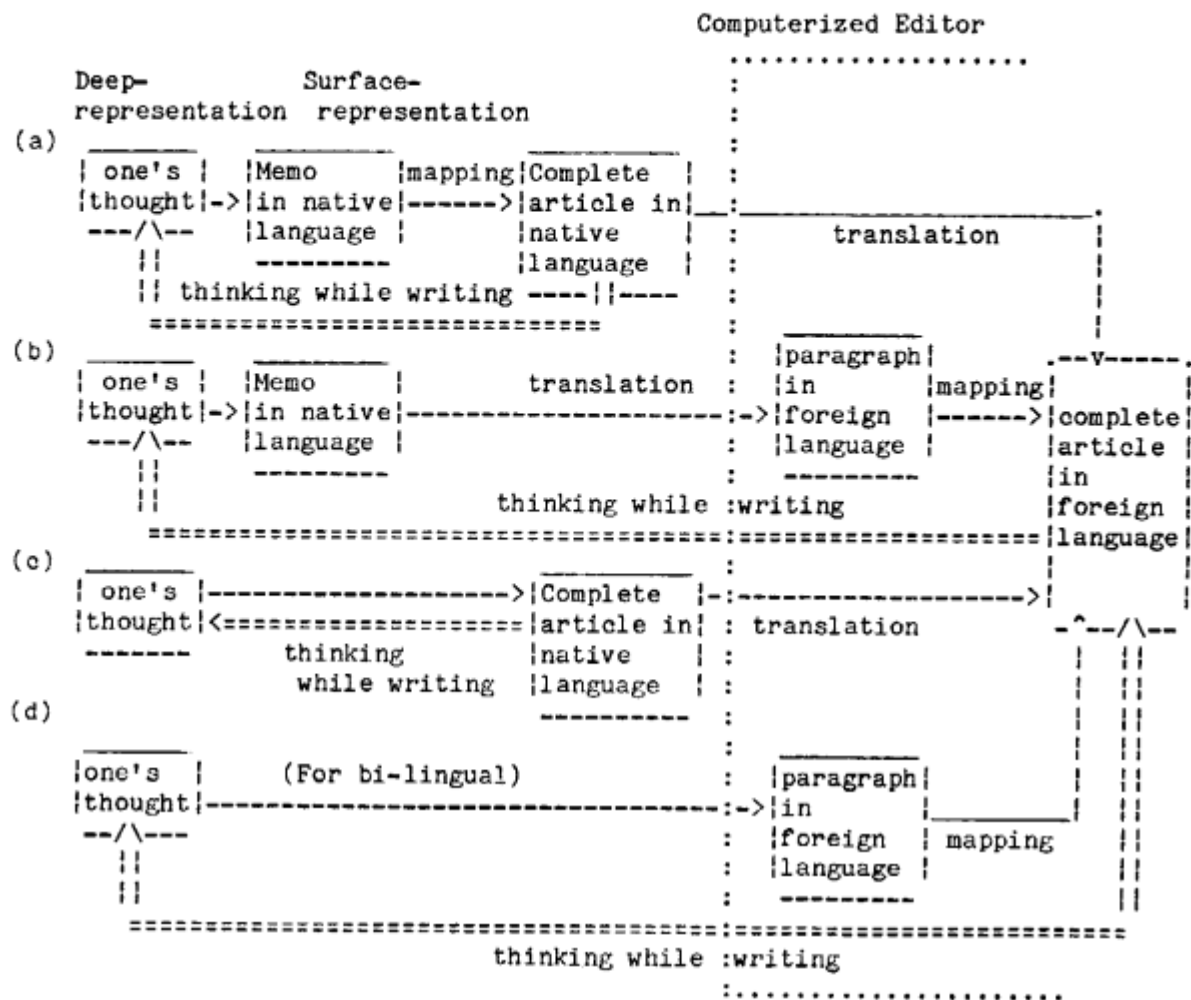 Computerized Editor
Deep-
representation
Surface-
representation
(a)
one's
thought
Memo
in native
language
mapping
Complete
article in
native
language
translation
thinking while writing
(b)
one's
thought
Memo
in native
language
translation
paragraph
in
foreign
language
mapping
complete
article
in
foreign
language
thinking while writing
(c)
one's
thought
Complete
article in
native
language
translation
thinking
while writing
(d)
one's
thought
(For bi-lingual)
paragraph
in
foreign
language
mapping
thinking while writing